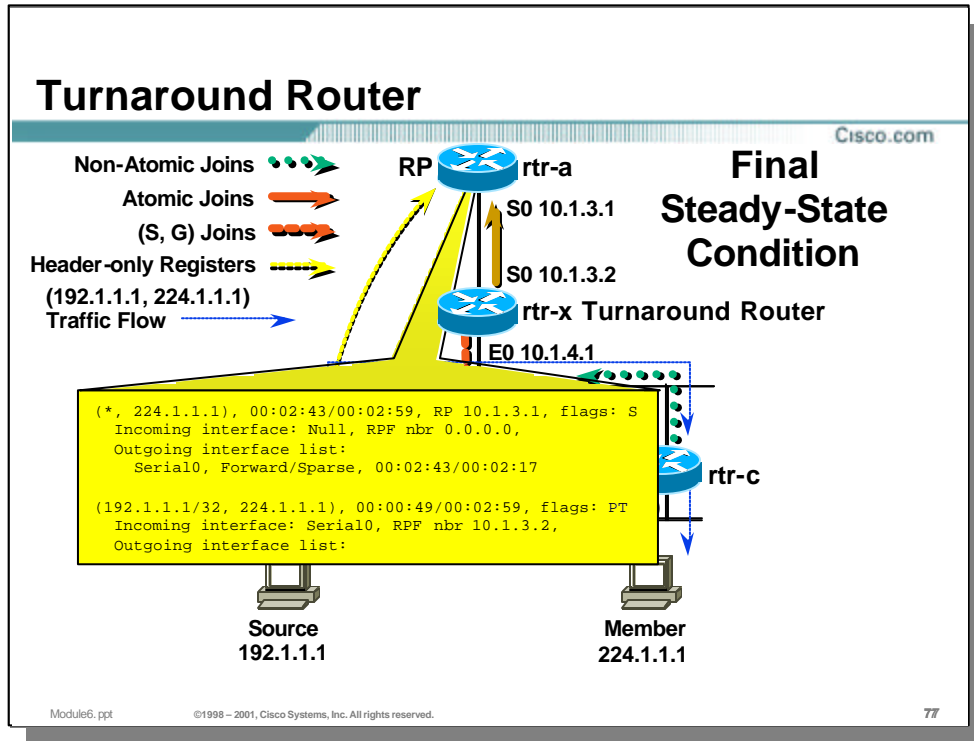 Turnaround Router
Cisco.com
Non-Atomic Joins
Atomic Joins
(S, G) Joins
Header-only Registers
(192.1.1.1, 224.1.1.1)
Traffic Flow
RP
rtr-a
S0 10.1.3.1
S0 10.1.3.2
rtr-x Turnaround Router
E0 10.1.4.1
Final
Steady-State
Condition
(*, 224.1.1.1), 00:02:43/00:02:59, RP 10.1.3.1, flags: S
Incoming interface: Null, RPF nbr 0.0.0.0,
Outgoing interface list:
Serial0, Forward/Sparse, 00:02:43/00:02:17
(192.1.1.1/32, 224.1.1.1), 00:00:49/00:02:59, flags: PT
Incoming interface: Serial0, RPF nbr 10.1.3.2,
Outgoing interface list:
rtr-c
Source
192.1.1.1
Member
224.1.1.1
Module6.ppt
©1998 – 2001, Cisco Systems, Inc. All rights reserved.
77